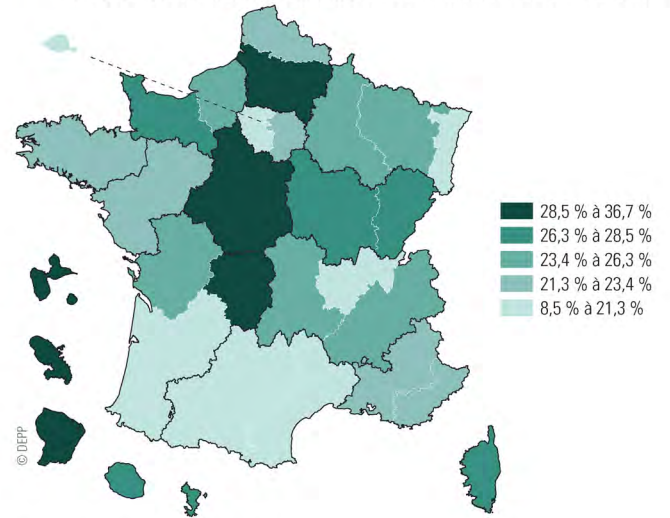 28,5 % à 36,7 %
26,3 % à 28,5 %
23,4 % à 26,3 %
21,3 % à 23,4 %
8,5 % à 21,3 %
© DEPP